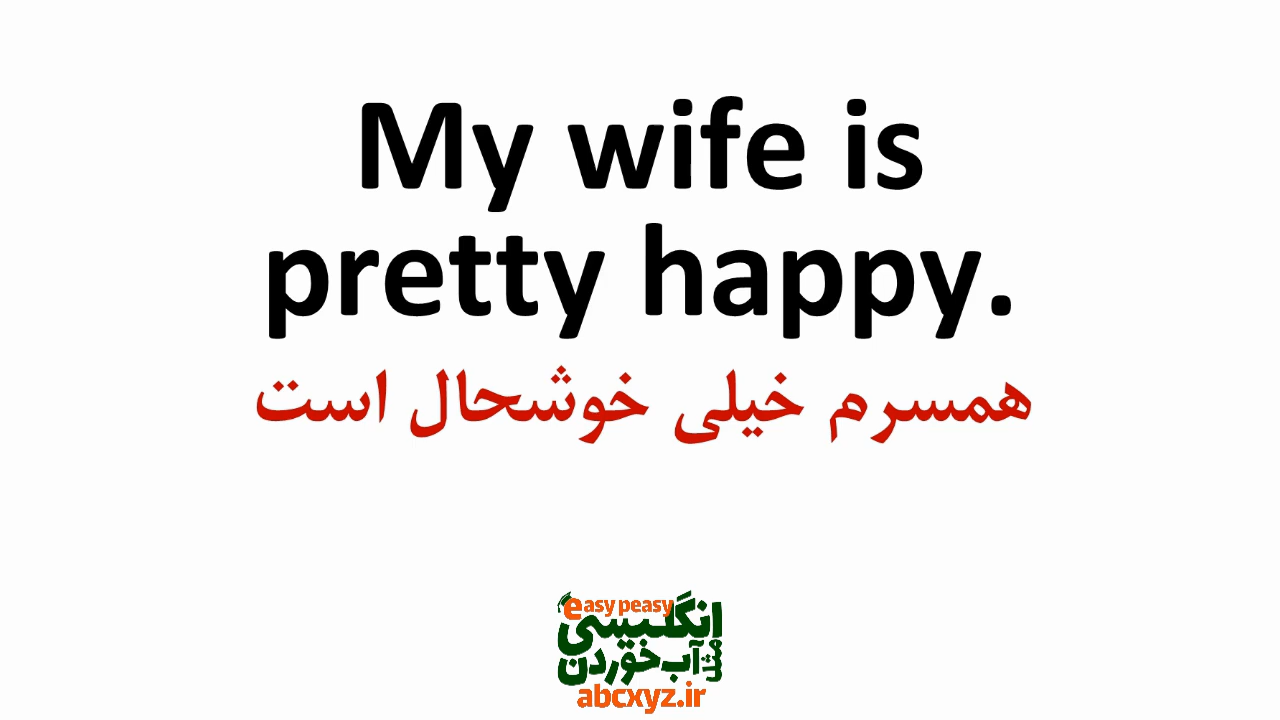 My wife is
pretty happy.
همسرم خیلی خوشحال است
easy peasy
انگلیسی
مثل آب خوردن
abcxyz.ir